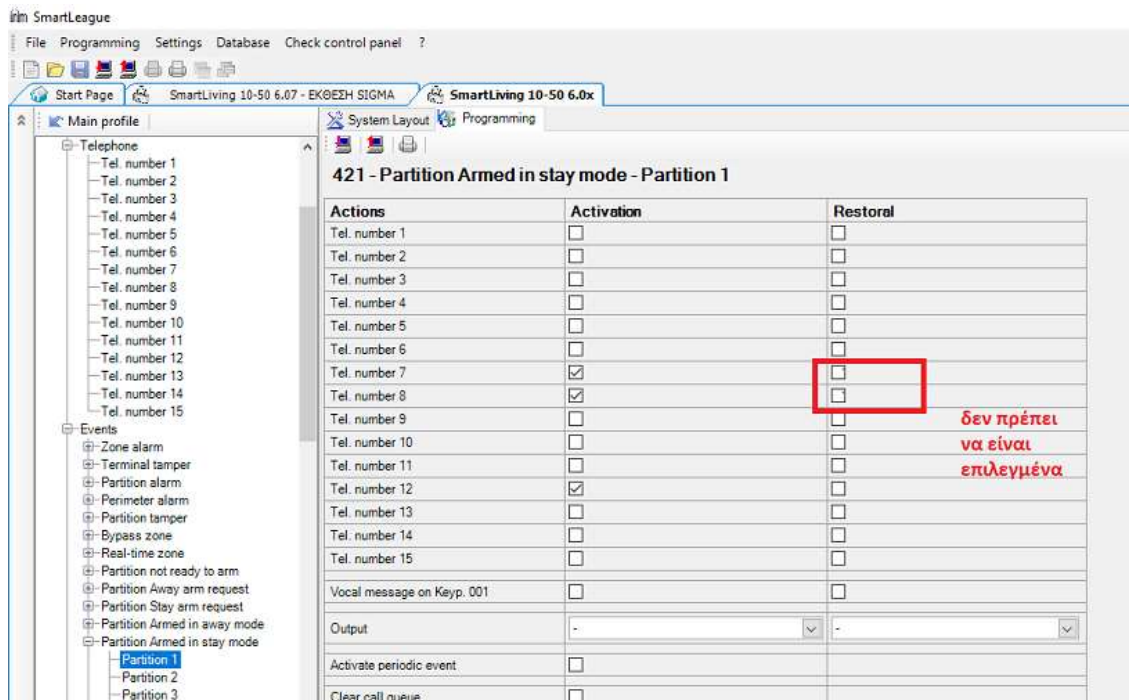 inim SmartLeague
File Programming Settings Database Check control panel ?
Start Page SmartLiving 10-50 6.07 - ΕΚΘΕΣΗ SIGMA SmartLiving 10-50 6.0x
Main profile
System Layout Programming
Telephone
Tel. number 1
Tel. number 2
Tel. number 3
Tel. number 4
Tel. number 5
Tel. number 6
Tel. number 7
Tel. number 8
Tel. number 9
Tel. number 10
Tel. number 11
Tel. number 12
Tel. number 13
Tel. number 14
Tel. number 15
Events
Zone alarm
Terminal tamper
Partition alarm
Perimeter alarm
Partition tamper
Bypass zone
Real-time zone
Partition not ready to arm
Partition Away arm request
Partition Stay arm request
Partition Armed in away mode
Partition Armed in stay mode
Partition 1
Partition 2
Partition 3
421 - Partition Armed in stay mode - Partition 1
Actions Activation Restoral
Tel. number 1
Tel. number 2
Tel. number 3
Tel. number 4
Tel. number 5
Tel. number 6
Tel. number 7
Tel. number 8
Tel. number 9
Tel. number 10
Tel. number 11
Tel. number 12
Tel. number 13
Tel. number 14
Tel. number 15
Vocal message on Keyp. 001
Output - -
Activate periodic event
Clear call queue
δεν πρέπει
να είναι
επιλεγμένα